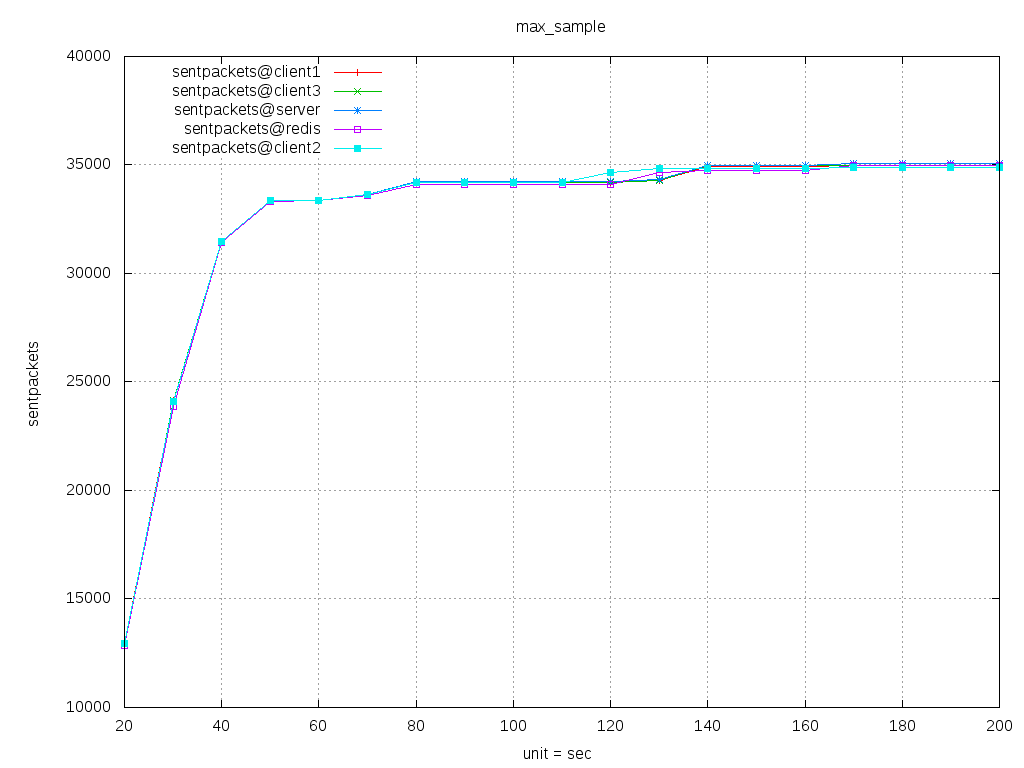 max_sample
40000
35000
30000
25000
20000
15000
10000
sentpackets
sentpackets@client1
sentpackets@client3
sentpackets@server
sentpackets@redis
sentpackets@client2
20 40 60 80 100 120 140 160 180 200
unit = sec